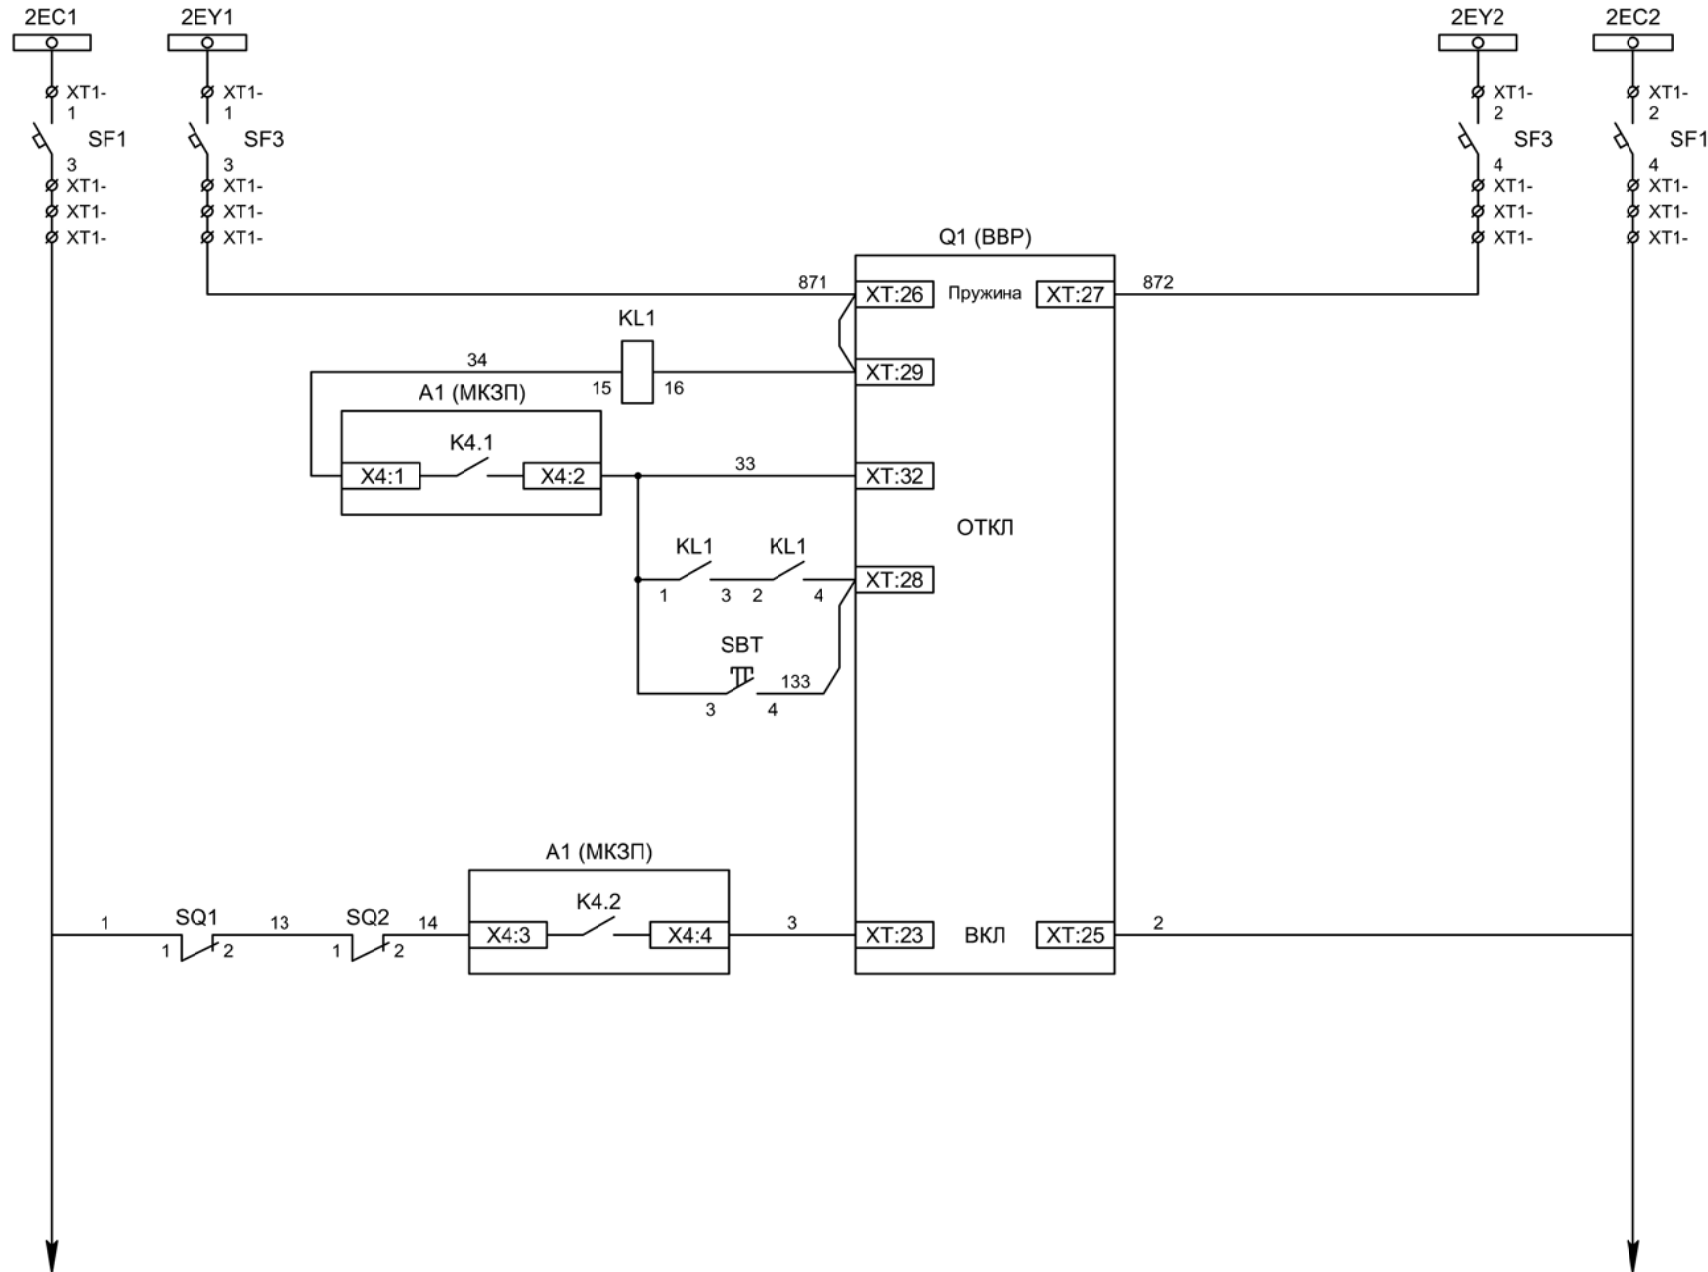 2EC1
2EY1
2EY2
2EC2
XT1-
1
XT1-
1
XT1-
2
XT1-
2
SF1
SF3
SF3
SF1
3
3
4
4
XT1-
XT1-
XT1-
XT1-
XT1-
XT1-
XT1-
XT1-
XT1-
XT1-
XT1-
XT1-
Q1 (ВВР)
871
XT:26
Пружина
XT:27
872
KL1
34
15
16
XT:29
A1 (МКЗП)
K4.1
X4:1
X4:2
33
XT:32
ОТКЛ
KL1
KL1
XT:28
1
3
2
4
SBT
133
3
4
A1 (МКЗП)
K4.2
1
SQ1
13
SQ2
14
X4:3
X4:4
3
XT:23
ВКЛ
XT:25
2
1
2
1
2